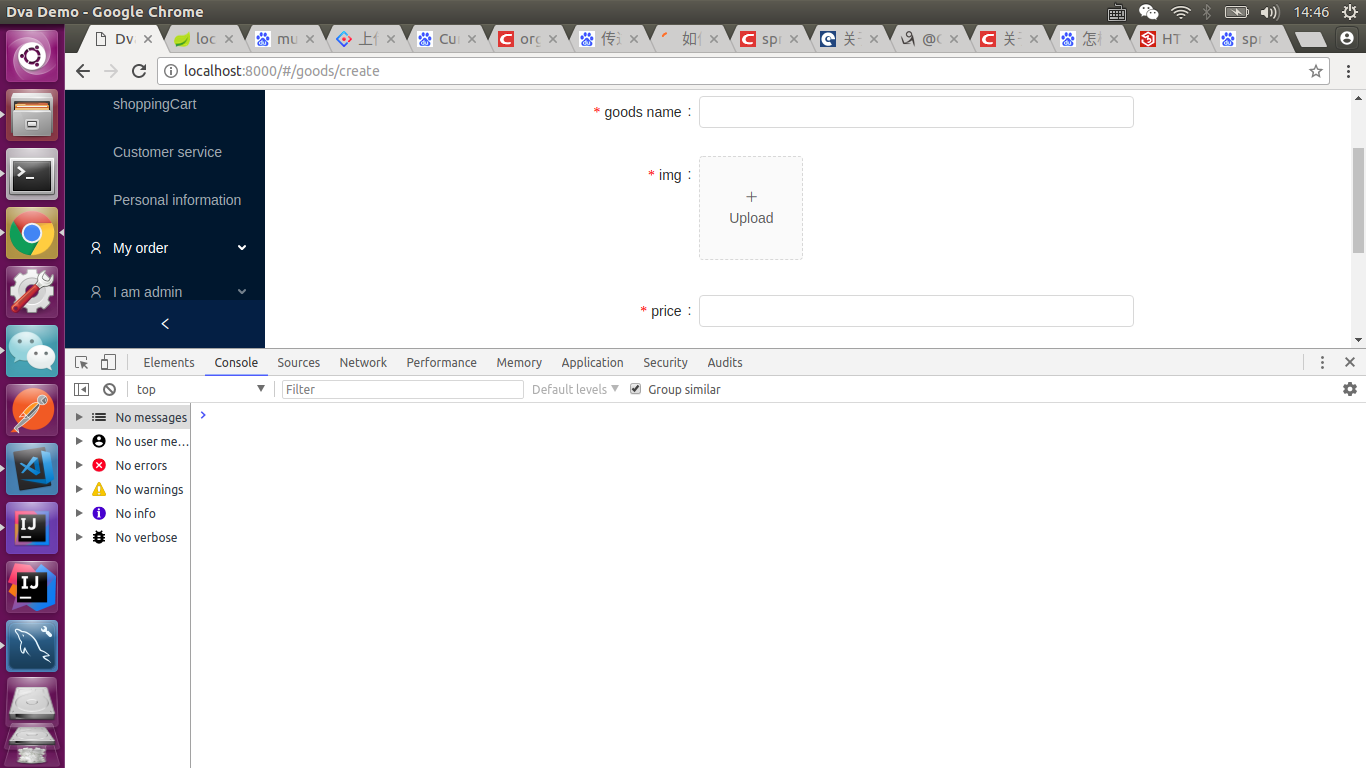 Dva Demo - Google Chrome
14:46
Dv
loc
mu
上
Cu
org
传
如
spr
关
@
关
怎
HT
spr
localhost:8000/#/goods/create
shoppingCart
Customer service
Personal information
My order
I am admin
* goods name :
* img :
+
Upload
* price :
Elements Console Sources Network Performance Memory Application Security Audits
top Filter Default levels Group similar
No messages
No user me...
No errors
No warnings
No info
No verbose
IJ
IJ